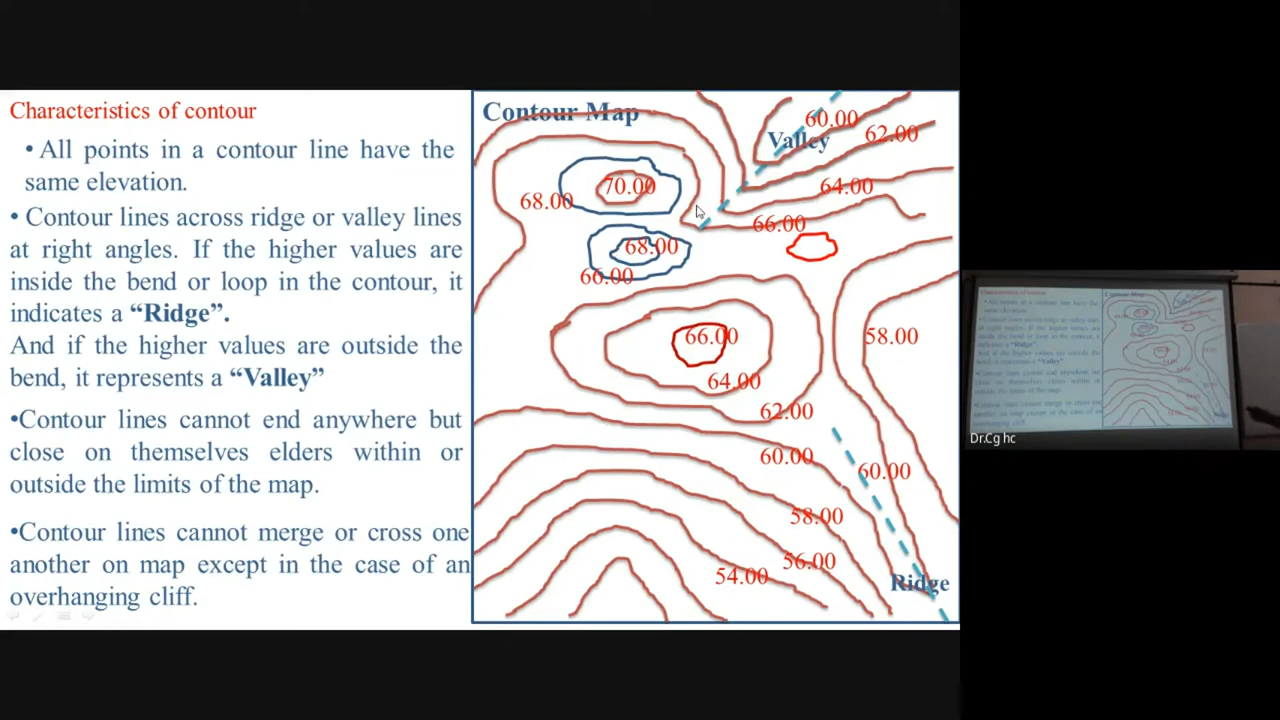 Characteristics of contour
• All points in a contour line have the
same elevation.
• Contour lines across ridge or valley lines
at right angles. If the higher values are
inside the bend or loop in the contour, it
indicates a “Ridge”.
And if the higher values are outside the
bend, it represents a “Valley”
•Contour lines cannot end anywhere but
close on themselves elders within or
outside the limits of the map.
•Contour lines cannot merge or cross one
another on map except in the case of an
overhanging cliff.
Contour Map
60.00
62.00
Valley
70.00
64.00
68.00
66.00
68.00
66.00
66.00
58.00
64.00
62.00
60.00
60.00
58.00
56.00
54.00
Ridge
Dr.Cg hc